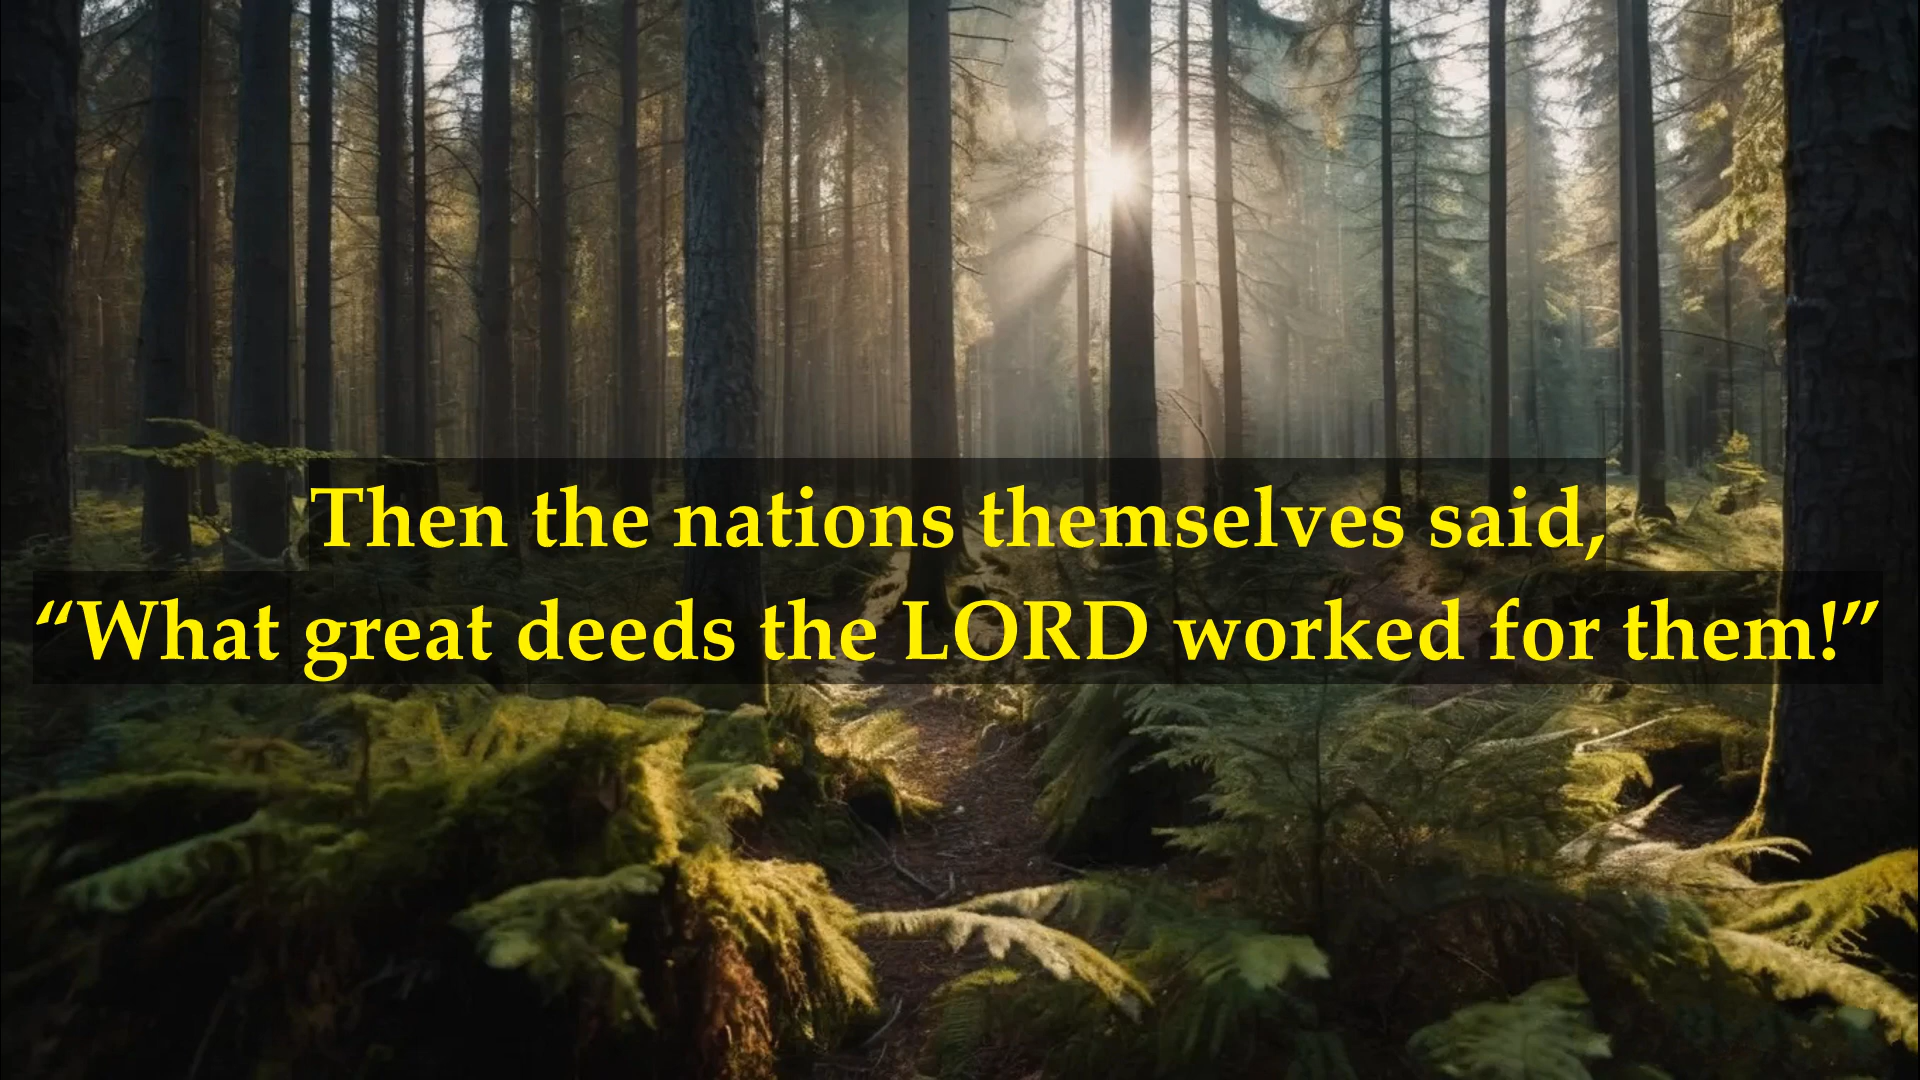 Then the nations themselves said,
“What great deeds the LORD worked for them!”